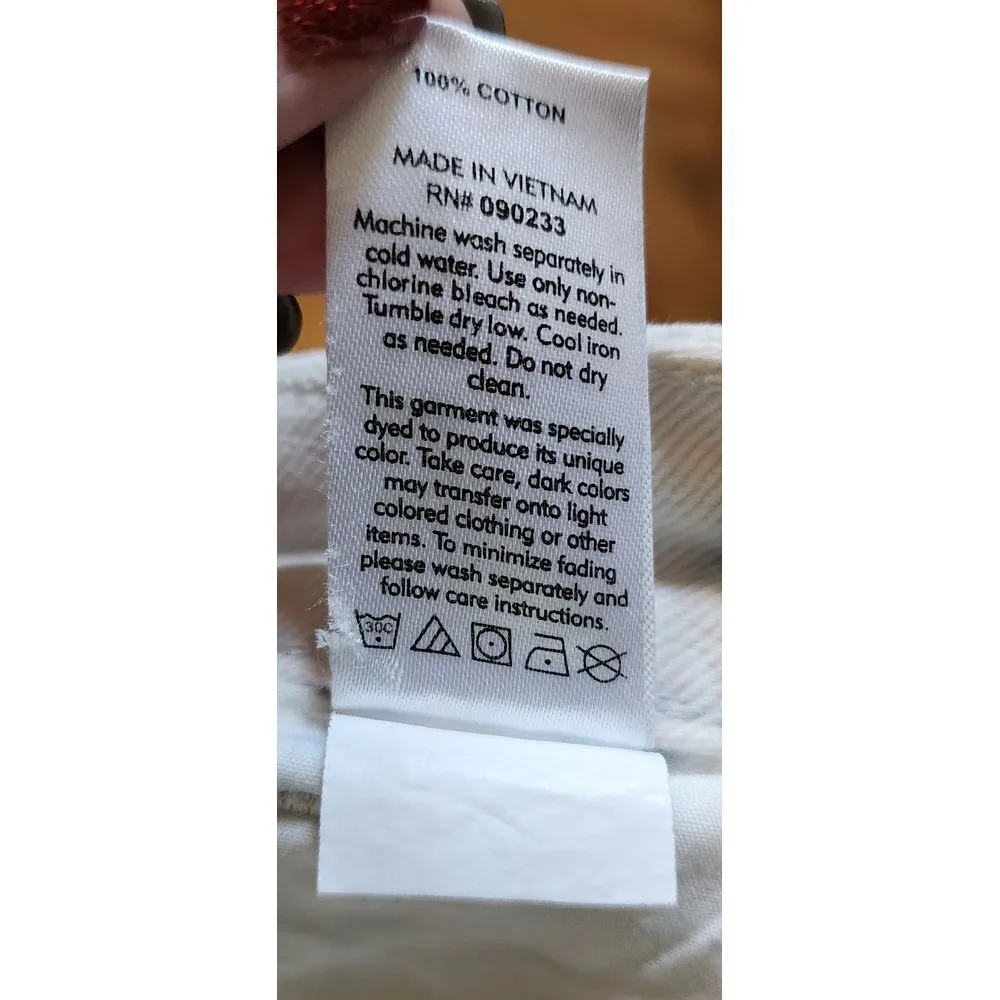 100% COTTON
MADE IN VIETNAM
RN# 090233
Machine wash separately in
cold water. Use only non-
chlorine bleach as needed.
Tumble dry low. Cool iron
as needed. Do not dry
clean.
This garment was specially
dyed to produce its unique
color. Take care, dark colors
may transfer onto light
colored clothing or other
items. To minimize fading
please wash separately and
follow care instructions.
30C